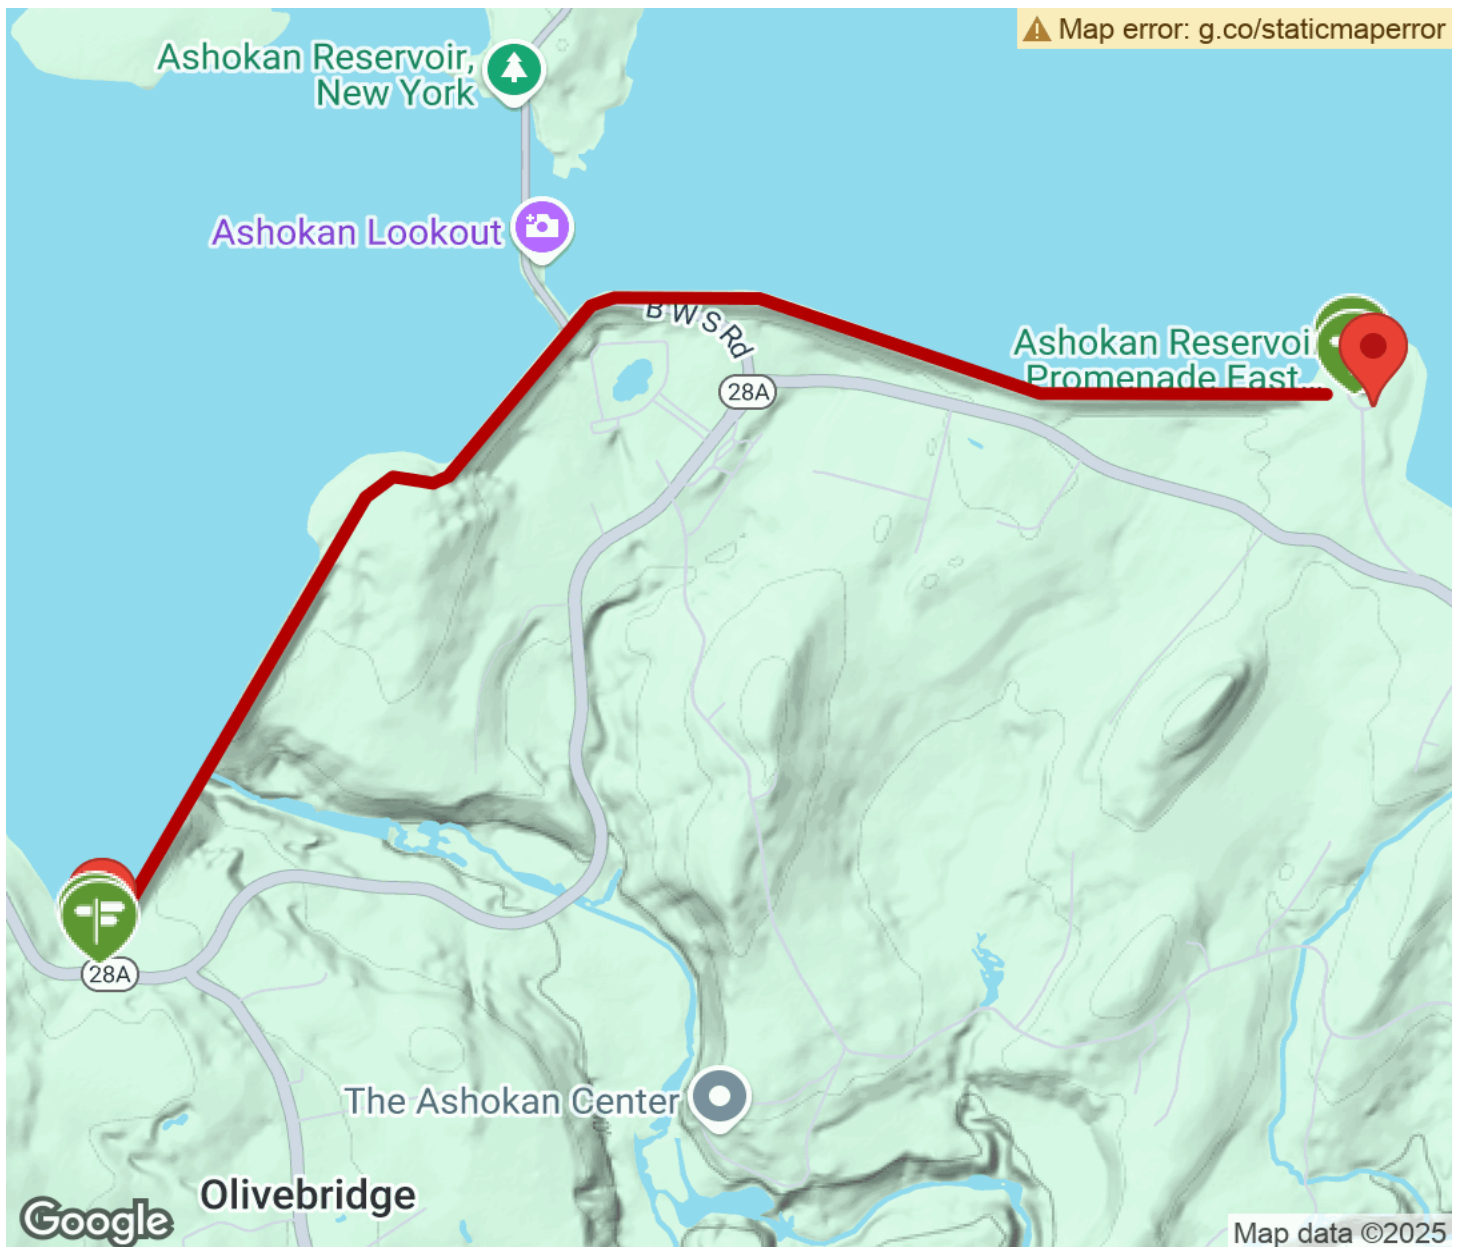 Map error: g.co/staticmaperror
Ashokan Reservoir,
New York
Ashokan Lookout
B W S Rd
Ashokan Reservoi
Promenade East...
28A
28A
The Ashokan Center
Olivebridge
Google
Map data ©2025